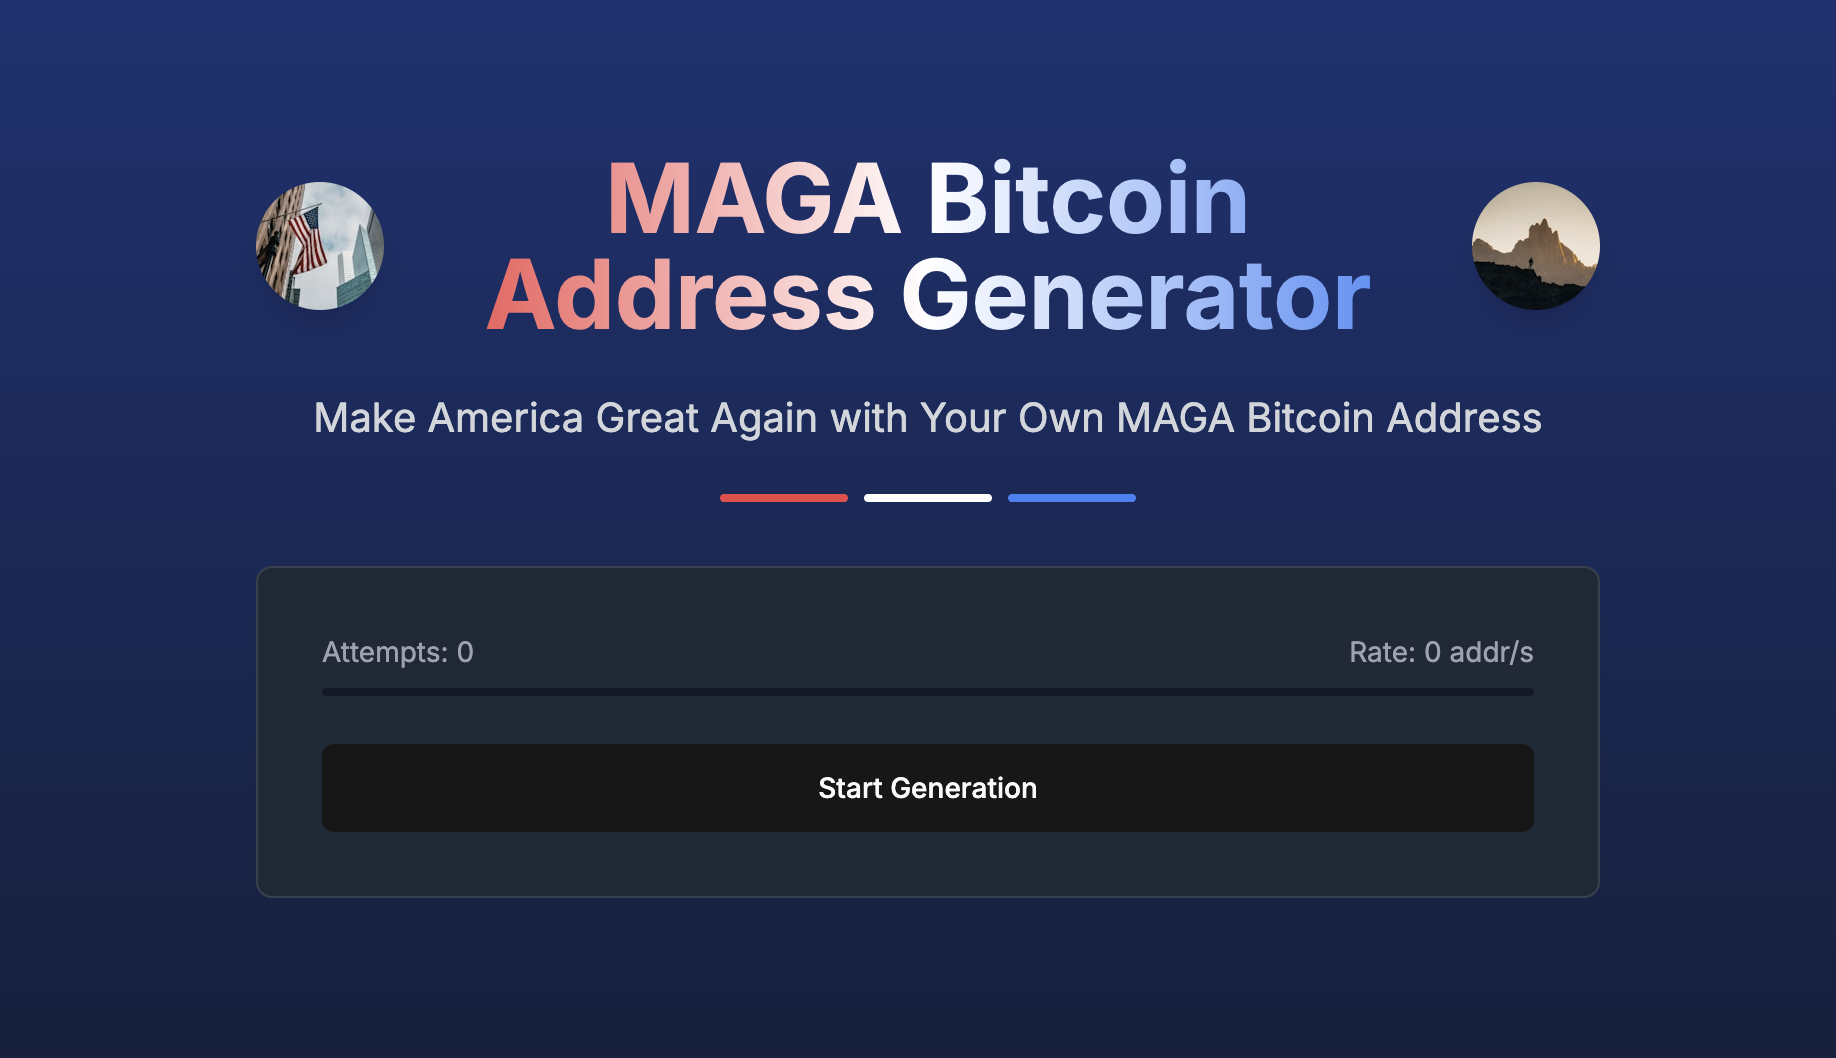 MAGA Bitcoin
Address Generator
Make America Great Again with Your Own MAGA Bitcoin Address
Attempts: 0
Rate: 0 addr/s
Start Generation